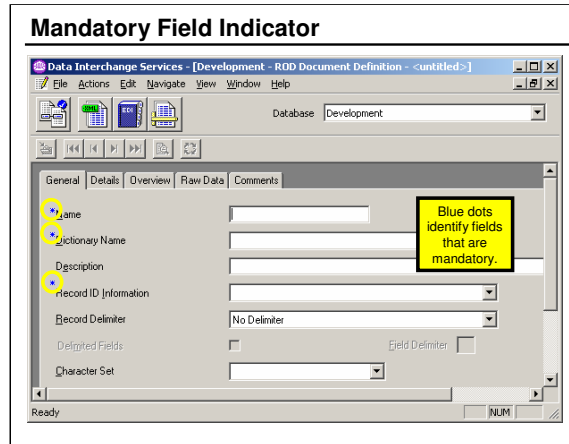 Mandatory Field Indicator
Data Interchange Services - [Development - ROD Document Definition - <untitled>]
File Actions Edit Navigate View Window Help
XML EDI
Database Development
General Details Overview Raw Data Comments
Name
Dictionary Name
Description
Record ID Information
Record Delimiter No Delimiter
Delimited Fields Field Delimiter
Character Set
Blue dots
identify fields
that are
mandatory.
Ready NUM